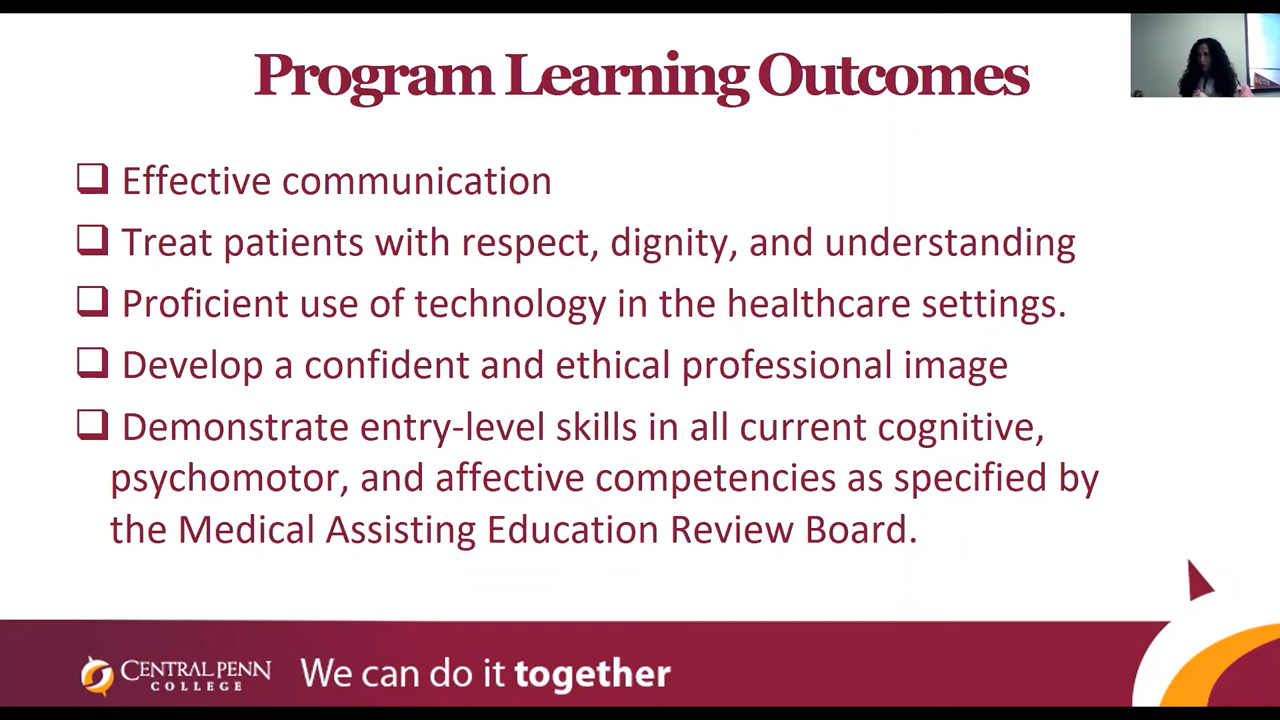 Program Learning Outcomes
Effective communication
Treat patients with respect, dignity, and understanding
Proficient use of technology in the healthcare settings.
Develop a confident and ethical professional image
Demonstrate entry-level skills in all current cognitive,
psychomotor, and affective competencies as specified by
the Medical Assisting Education Review Board.
CENTRAL PENN
COLLEGE
We can do it together